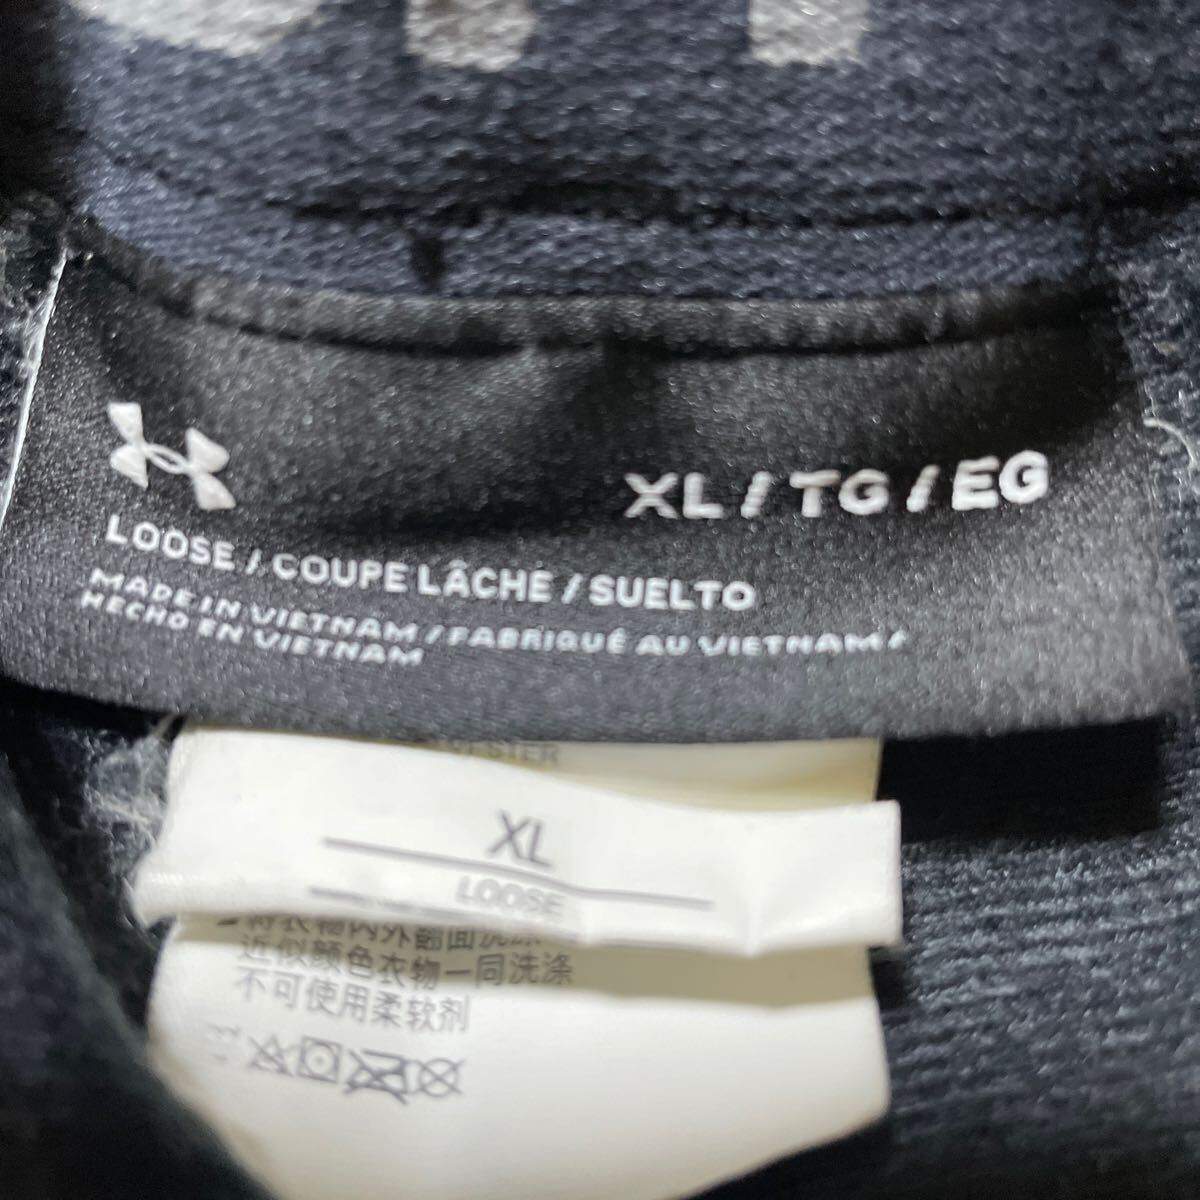 XL / TG / EG
LOOSE / COUPE LÂCHE / SUELTO
MADE IN VIETNAM / FABRIQUÉ AU VIETNAM /
HECHO EN VIETNAM
XL
LOOSE
近似颜色衣物一同洗涤
不可使用柔软剂